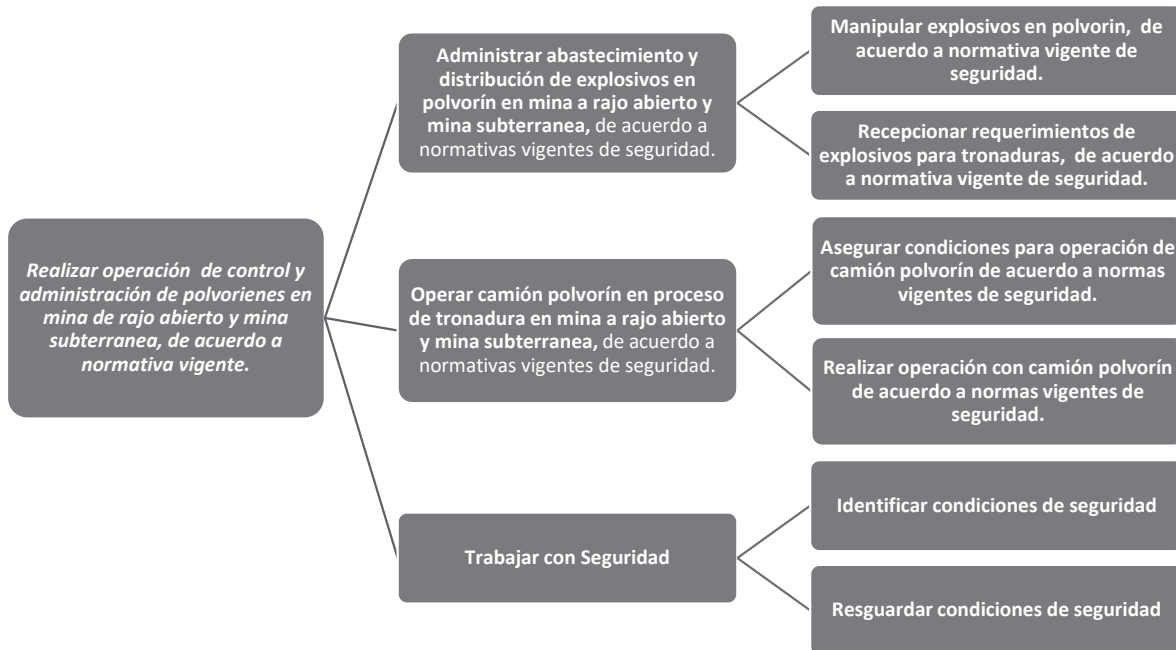 Realizar operación de control y
administración de polvorienes en
mina de rajo abierto y mina
subterranea, de acuerdo a
normativa vigente.
Administrar abastecimiento y
distribución de explosivos en
polvorín en mina a rajo abierto y
mina subterranea, de acuerdo a
normativas vigentes de seguridad.
Manipular explosivos en polvorin, de
acuerdo a normativa vigente de
seguridad.
Recepcionar requerimientos de
explosivos para tronaduras, de acuerdo
a normativa vigente de seguridad.
Operar camión polvorín en proceso
de tronadura en mina a rajo abierto
y mina subterranea, de acuerdo a
normativas vigentes de seguridad.
Asegurar condiciones para operación de
camión polvorín de acuerdo a normas
vigentes de seguridad.
Realizar operación con camión polvorín
de acuerdo a normas vigentes de
seguridad.
Trabajar con Seguridad
Identificar condiciones de seguridad
Resguardar condiciones de seguridad